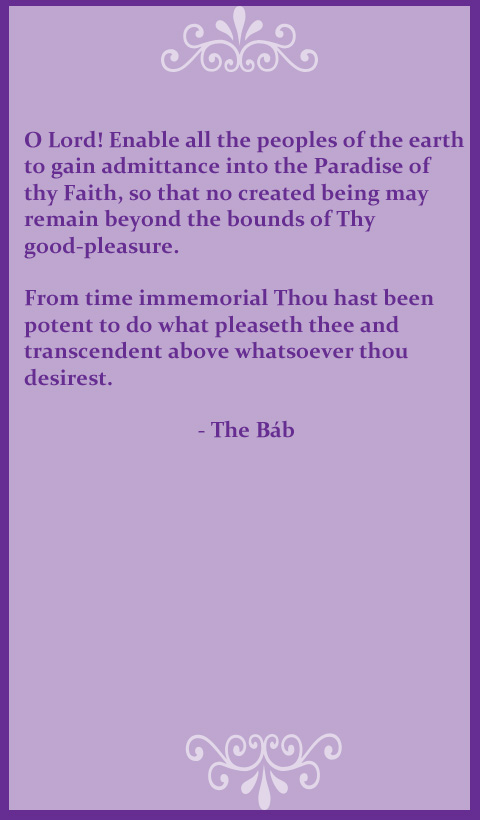 O Lord! Enable all the peoples of the earth
to gain admittance into the Paradise of
thy Faith, so that no created being may
remain beyond the bounds of Thy
good-pleasure.
From time immemorial Thou hast been
potent to do what pleaseth thee and
transcendent above whatsoever thou
desirest.
- The Báb